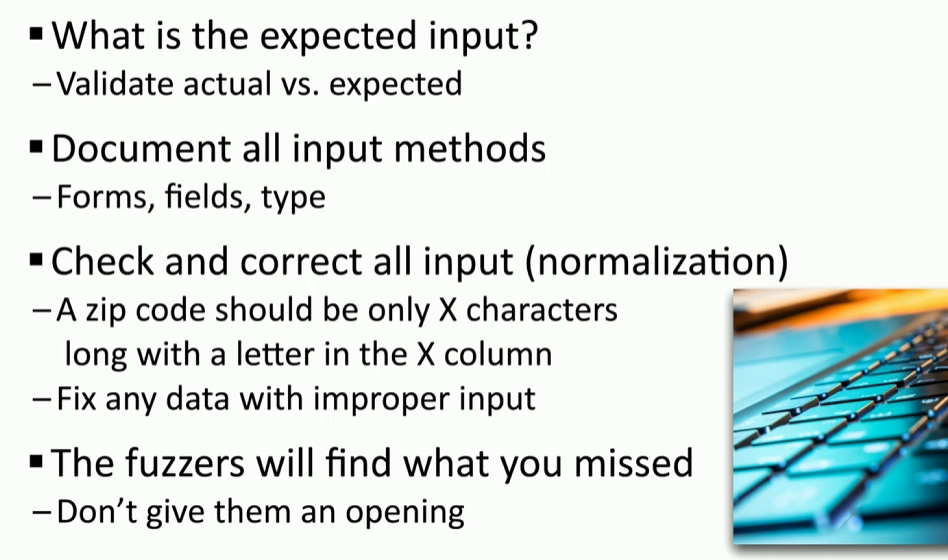 ▪ What is the expected input?
– Validate actual vs. expected
▪ Document all input methods
– Forms, fields, type
▪ Check and correct all input (normalization)
– A zip code should be only X characters
long with a letter in the X column
– Fix any data with improper input
▪ The fuzzers will find what you missed
– Don’t give them an opening